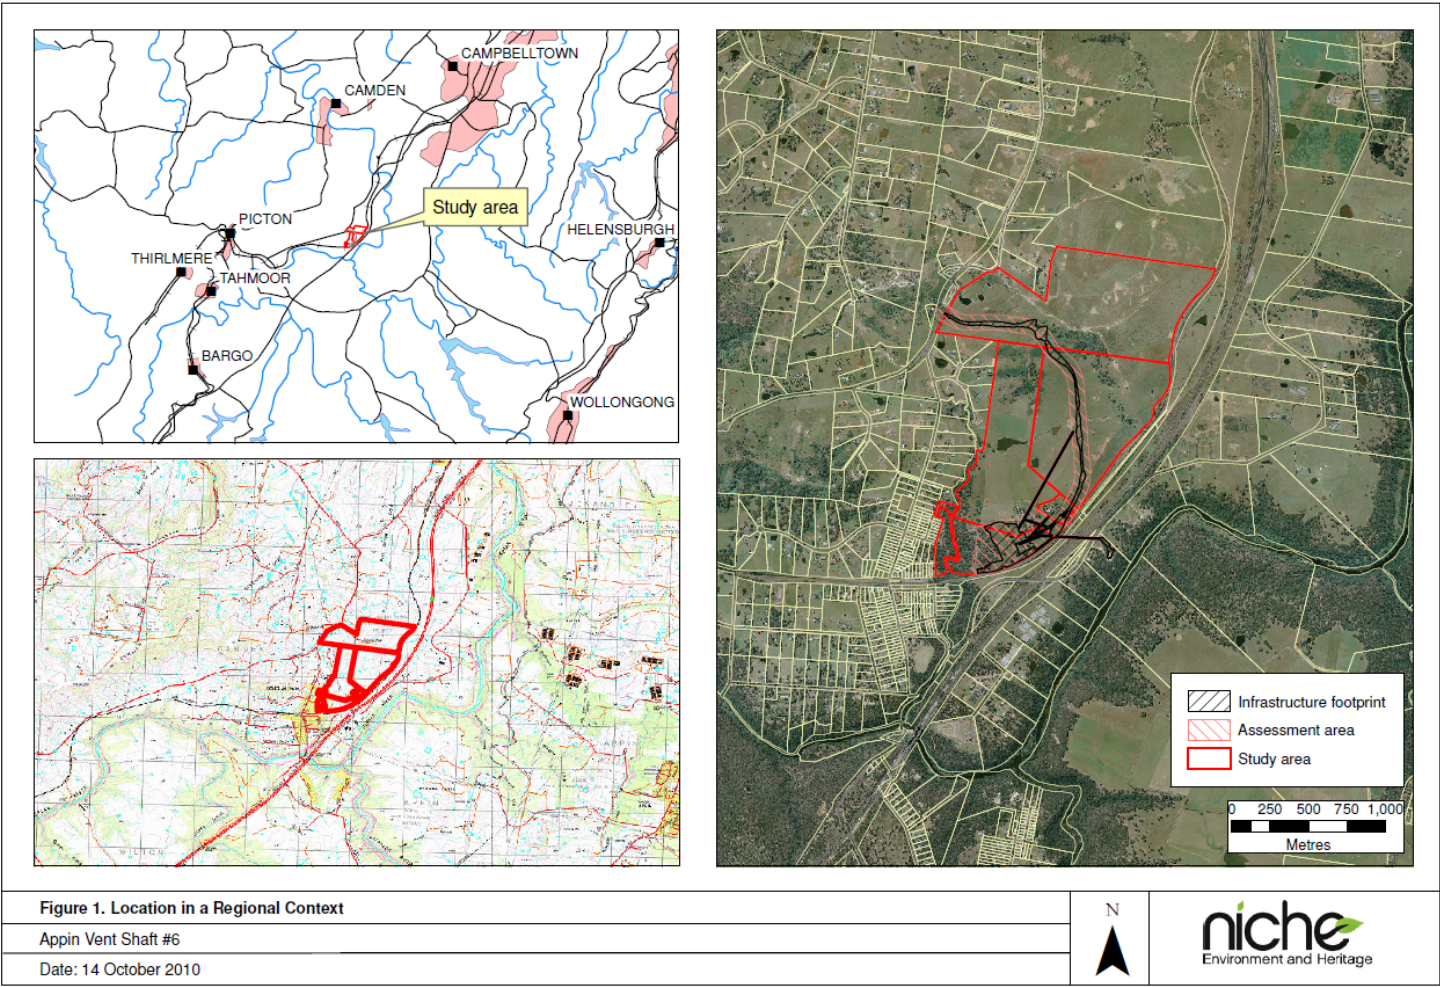 CAMPBELLTOWN
CAMDEN
Study area
PICTON
HELENSBURGH
THIRLMERE
TAHMOOR
BARGO
WOLLONGONG
WILTON
Infrastructure footprint
Assessment area
Study area
0 250 500 750 1,000
Metres
Figure 1. Location in a Regional Context
Appin Vent Shaft #6
Date: 14 October 2010
N
niche
Environment and Heritage